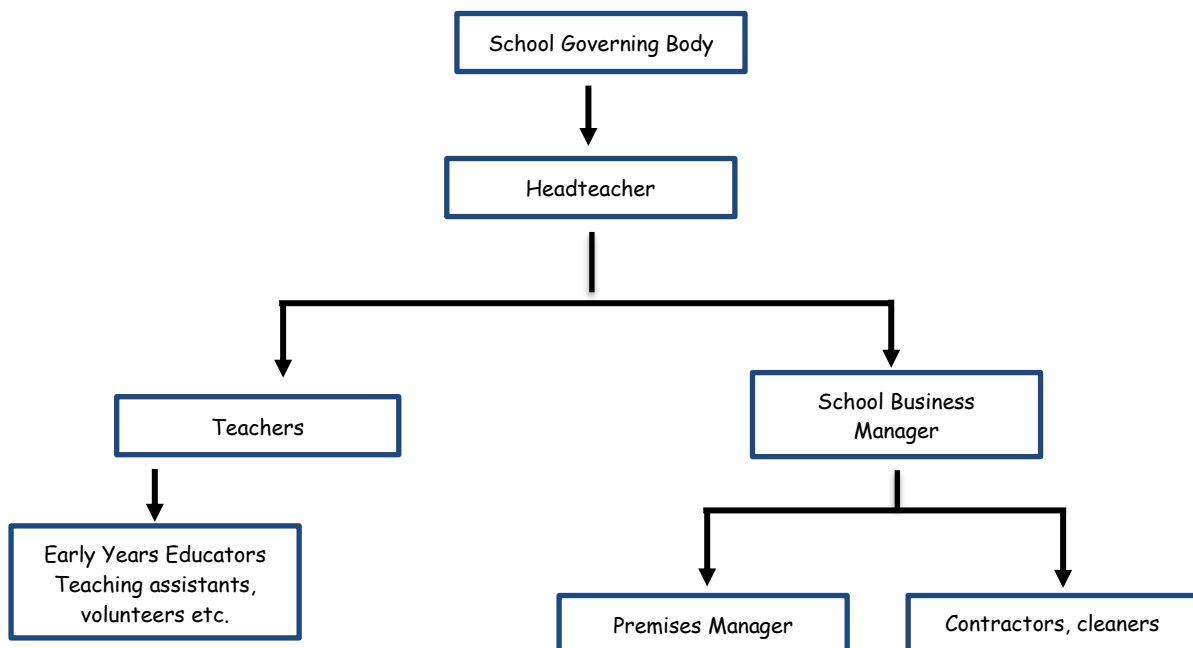 School Governing Body
Headteacher
Teachers
School Business
Manager
Early Years Educators
Teaching assistants,
volunteers etc.
Premises Manager
Contractors, cleaners